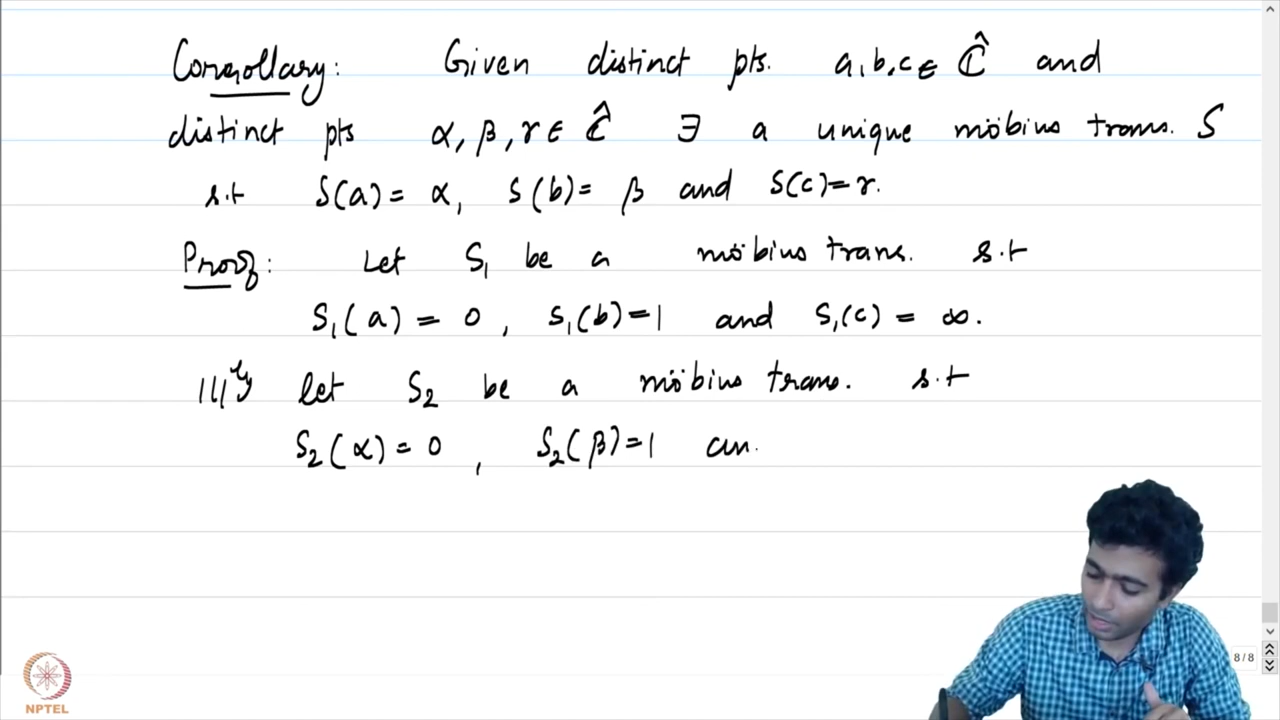 Corollary: Given distinct pts. a,b,c ∈ Ĉ and
distinct pts α, β, γ ∈ Ĉ ∃ a unique möbius trans. S
s.t S(a) = α, S(b) = β and S(c) = γ.
Proof: Let S₁ be a möbius trans. s.t
S₁(a) = 0, S₁(b) = 1 and S₁(c) = ∞.
|||ly let S₂ be a möbius trans. s.t
S₂(α) = 0, S₂(β) = 1 an
8/8
NPTEL